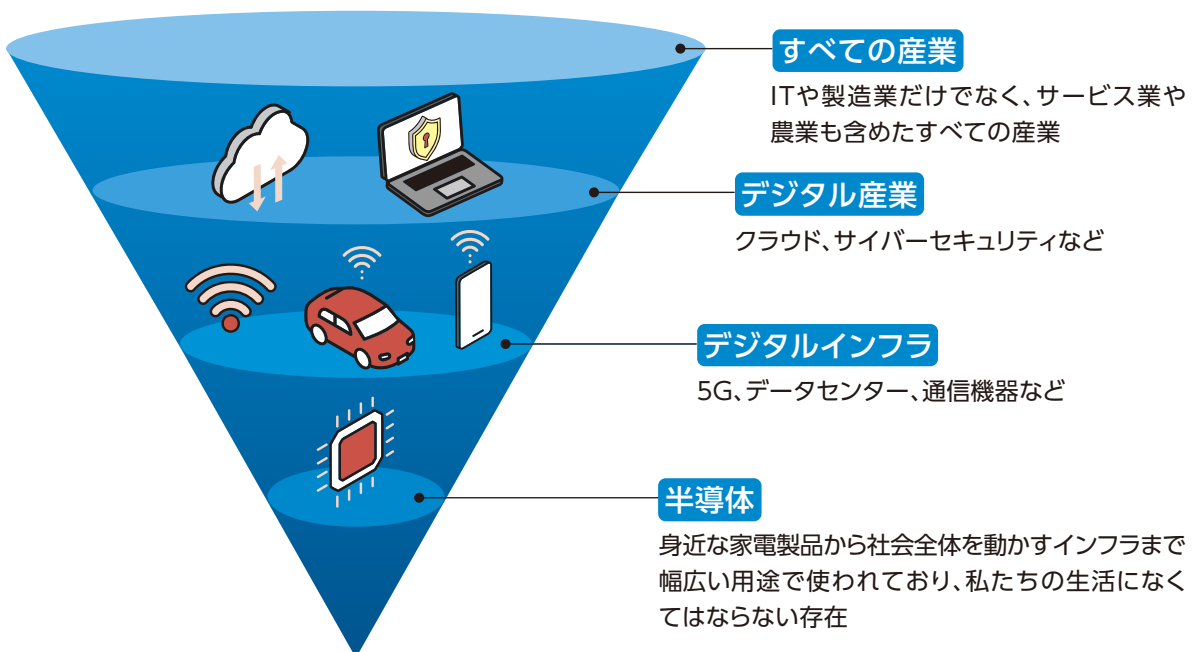 すべての産業
ITや製造業だけでなく、サービス業や
農業も含めたすべての産業
デジタル産業
クラウド、サイバーセキュリティなど
デジタルインフラ
5G、データセンター、通信機器など
半導体
身近な家電製品から社会全体を動かすインフラまで
幅広い用途で使われており、私たちの生活になく
てはならない存在